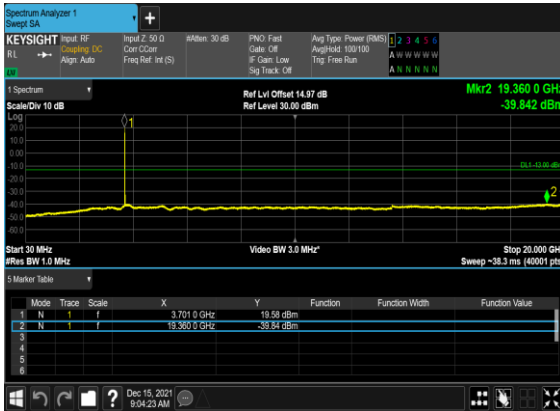 Spectrum Analyzer 1
Swept SA
+
KEYSIGHT Input: RF Input Z: 50 Ω #Atten: 30 dB PNO: Fast Avg Type: Power (RMS) 1 2 3 4 5 6
RL Coupling: DC Corr CCorr Gate: Off Avg|Hold: 100/100 A W W W W W
Align: Auto Freq Ref: Int (S) IF Gain: Low Trig: Free Run
Sig Track: Off A N N N N N
1 Spectrum Ref Lvl Offset 14.97 dB Mkr2 19.360 0 GHz
Scale/Div 10 dB Ref Level 30.00 dBm -39.842 dBm
Log
20.0 1
10.0
0.00
-10.0 DL1 -13.00 dBm
-20.0
-30.0 2
-40.0
-50.0
-60.0
Start 30 MHz Video BW 3.0 MHz* Stop 20.000 GHz
#Res BW 1.0 MHz Sweep ~38.3 ms (40001 pts)
5 Marker Table
Mode Trace Scale X Y Function Function Width Function Value
1 N 1 f 3.701 0 GHz 19.58 dBm
2 N 1 f 19.360 0 GHz -39.84 dBm
3
4
5
6
? Dec 15, 2021
9:04:23 AM